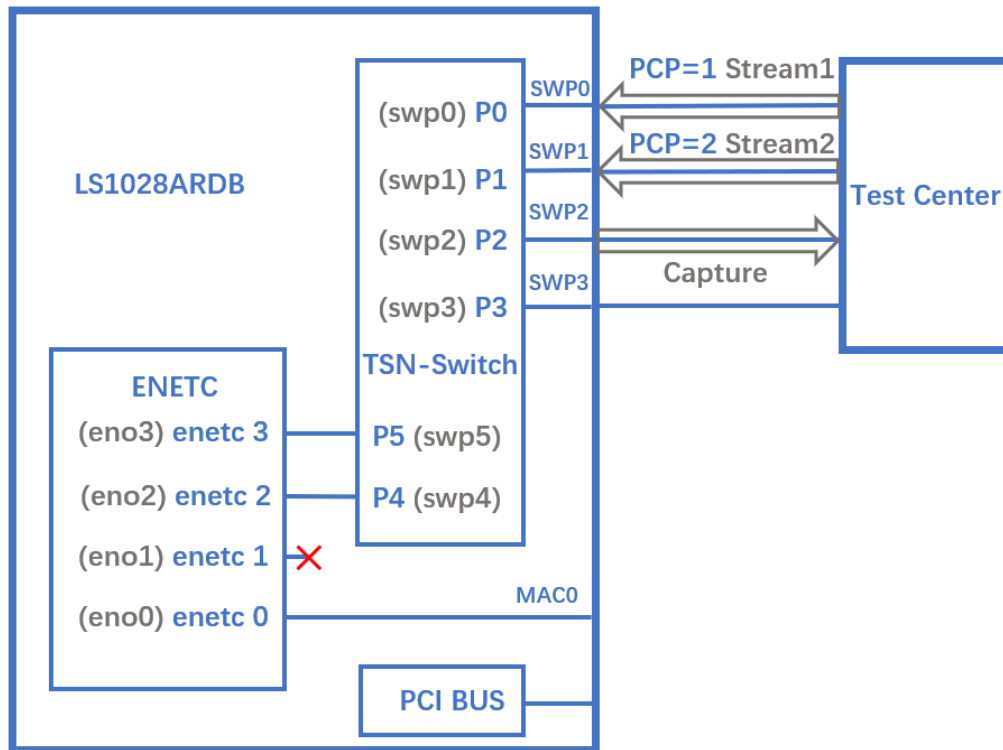 PCP=1 Stream1
SWP0
(swp0) P0
PCP=2 Stream2
SWP1
(swp1) P1
LS1028ARDB
Test Center
SWP2
(swp2) P2
Capture
SWP3
(swp3) P3
TSN-Switch
ENETC
(eno3) enetc 3
P5 (swp5)
(eno2) enetc 2
P4 (swp4)
(eno1) enetc 1
MAC0
(eno0) enetc 0
PCI BUS